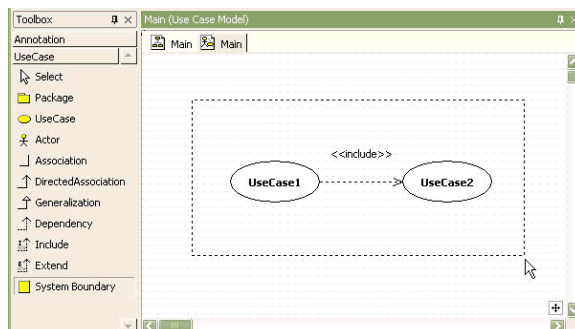 Toolbox
Annotation
UseCase
Select
Package
UseCase
Actor
Association
DirectedAssociation
Generalization
Dependency
Include
Extend
System Boundary
Main (Use Case Model)
Main Main
<<include>>
UseCase1 UseCase2